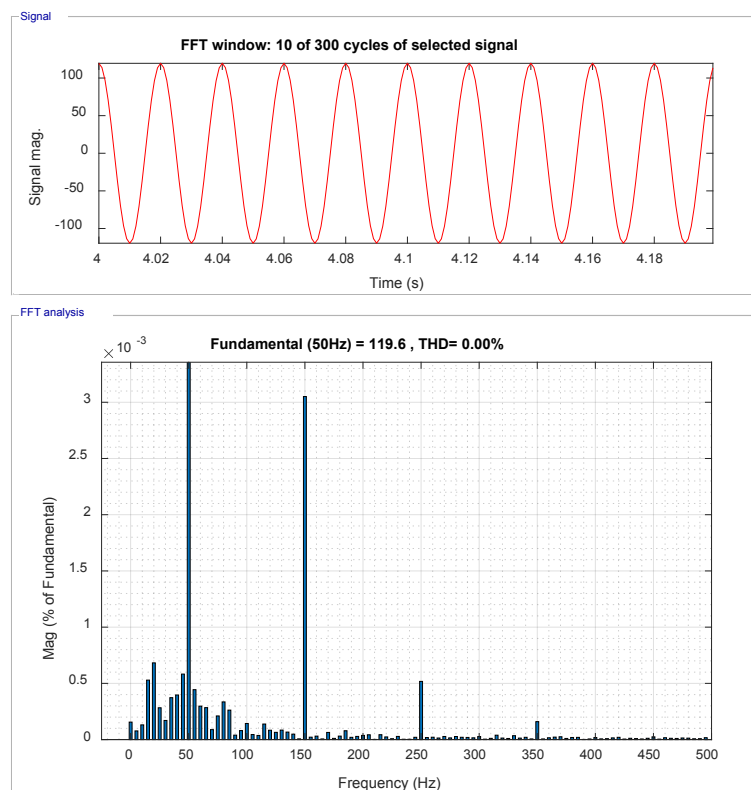 Signal
FFT window: 10 of 300 cycles of selected signal
100
50
0
-50
-100
Signal mag.
4 4.02 4.04 4.06 4.08 4.1 4.12 4.14 4.16 4.18
Time (s)
FFT analysis
×10 -3
Fundamental (50Hz) = 119.6 , THD= 0.00%
3
2.5
2
1.5
1
0.5
0
Mag (% of Fundamental)
0 50 100 150 200 250 300 350 400 450 500
Frequency (Hz)